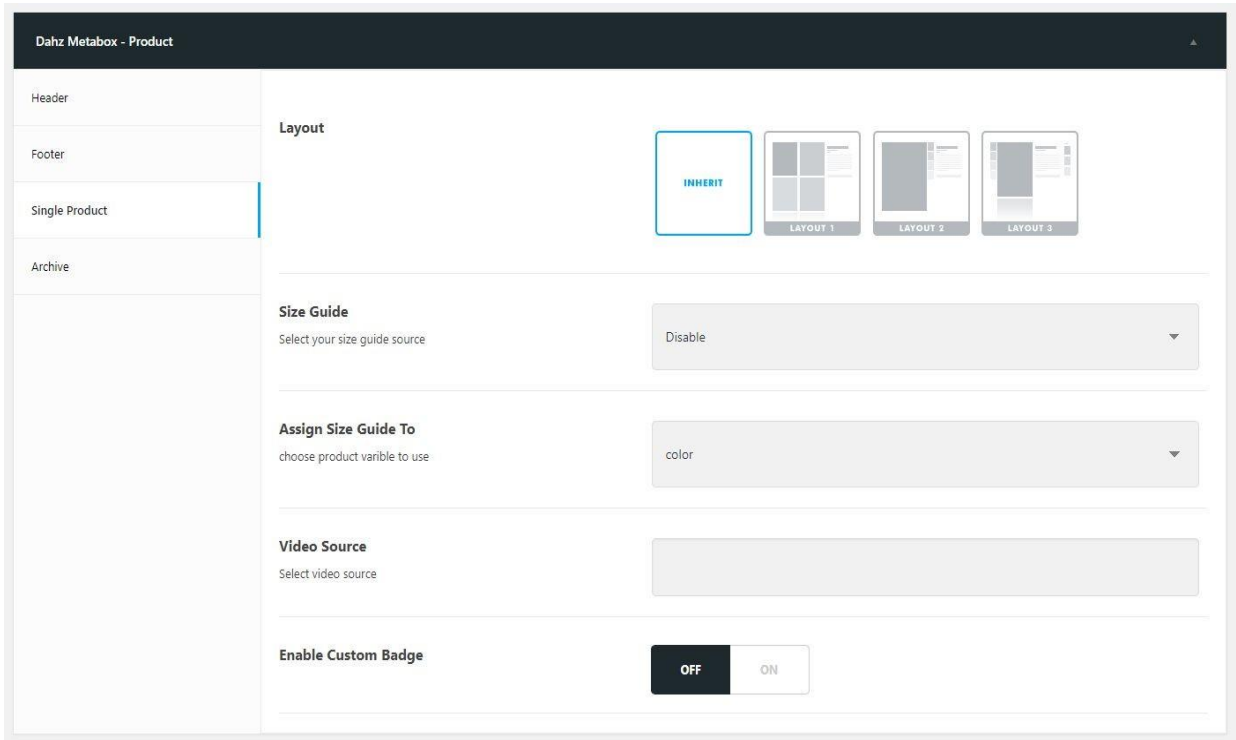 Dahz Metabox - Product
Header
Footer
Single Product
Archive
Layout
INHERIT
LAYOUT 1
LAYOUT 2
LAYOUT 3
Size Guide
Select your size guide source
Disable
Assign Size Guide To
choose product varible to use
color
Video Source
Select video source
Enable Custom Badge
OFF
ON